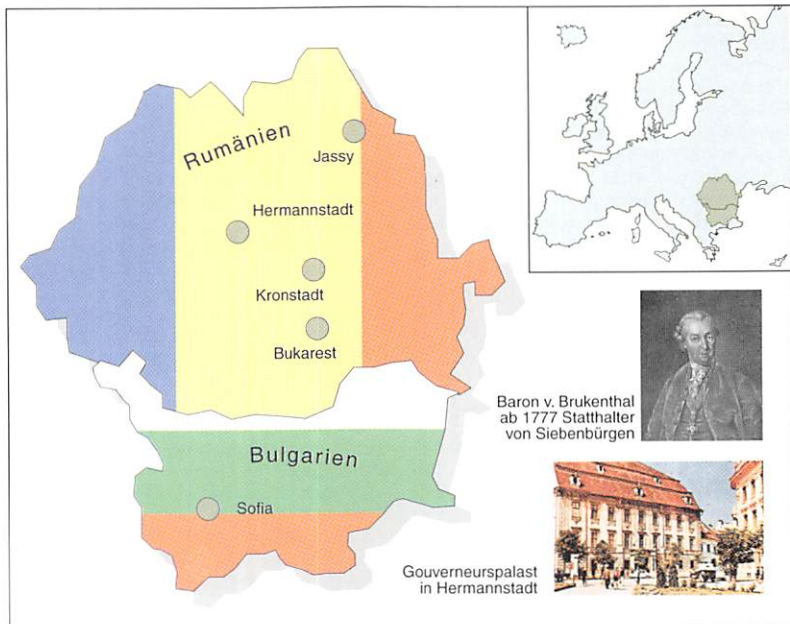 Rumänien
Jassy
Hermannstadt
Kronstadt
Bukarest
Bulgarien
Sofia
Baron v. Brukenthal
ab 1777 Statthalter
von Siebenbürgen
Gouverneurspalast
in Hermannstadt